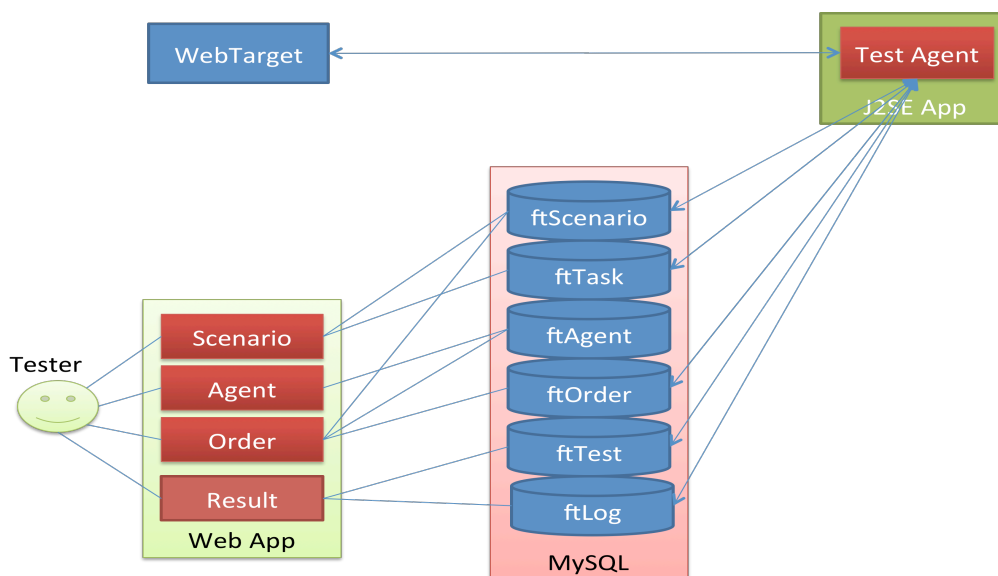 WebTarget
Test Agent
J2SE App
ftScenario
ftTask
ftAgent
ftOrder
ftTest
ftLog
MySQL
Tester
Scenario
Agent
Order
Result
Web App